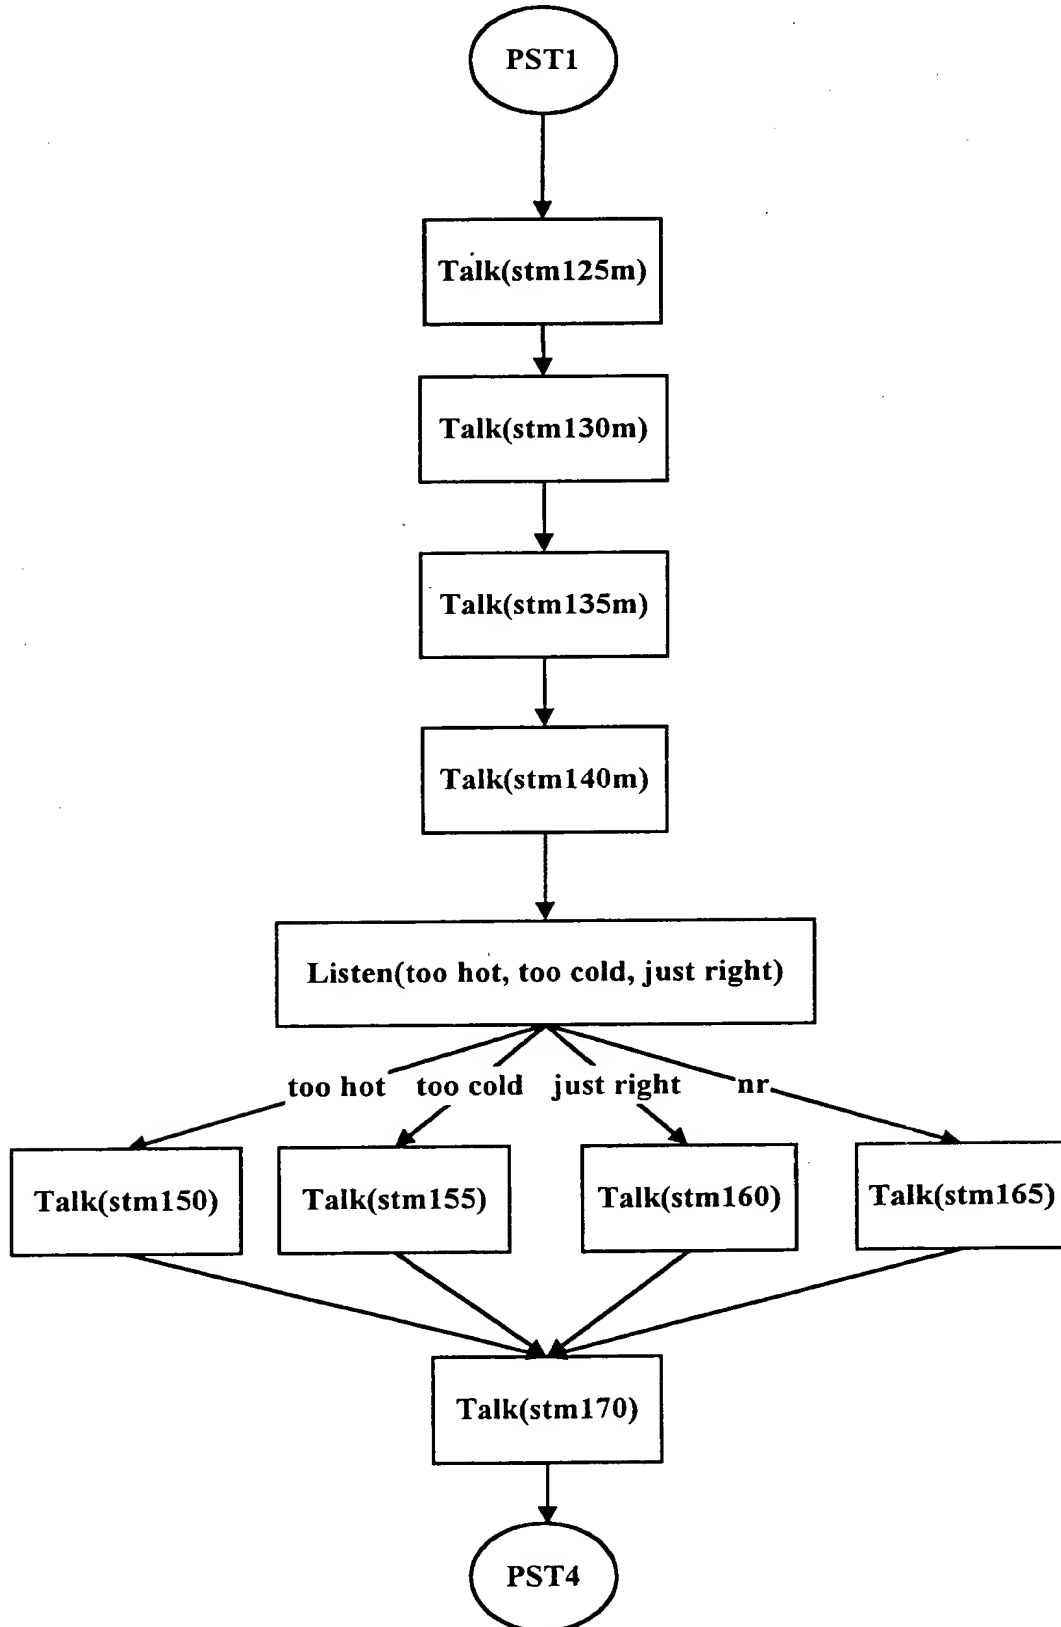 PST1
Talk(stm125m)
Talk(stm130m)
Talk(stm135m)
Talk(stm140m)
Listen(too hot, too cold, just right)
too hot too cold just right nr
Talk(stm150) Talk(stm155) Talk(stm160) Talk(stm165)
Talk(stm170)
PST4